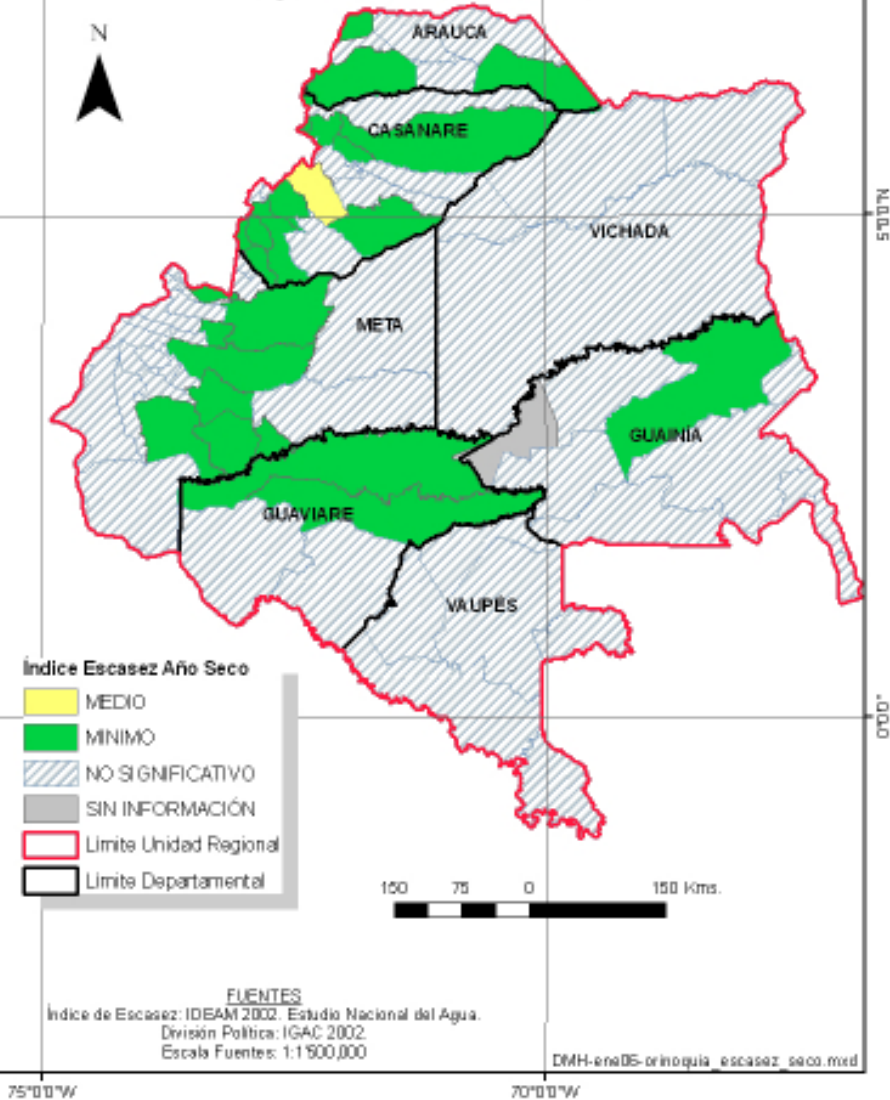 N
ARAUCA
CASANARE
VICHADA
5°0'0"N
META
GUAINÍA
GUAVIARE
VAUPÉS
Índice Escasez Año Seco
MEDIO
MINIMO
NO SIGNIFICATIVO
SIN INFORMACIÓN
Límite Unidad Regional
Límite Departamental
0°0'0"
150 75 0 150 Kms.
FUENTES
Índice de Escasez: IDEAM 2002. Estudio Nacional del Agua.
División Política: IGAC 2002.
Escala Fuentes: 1:1'500,000
DMH-ene06-orinoquia_escasez_seco.mxd
75°0'0"W 70°0'0"W